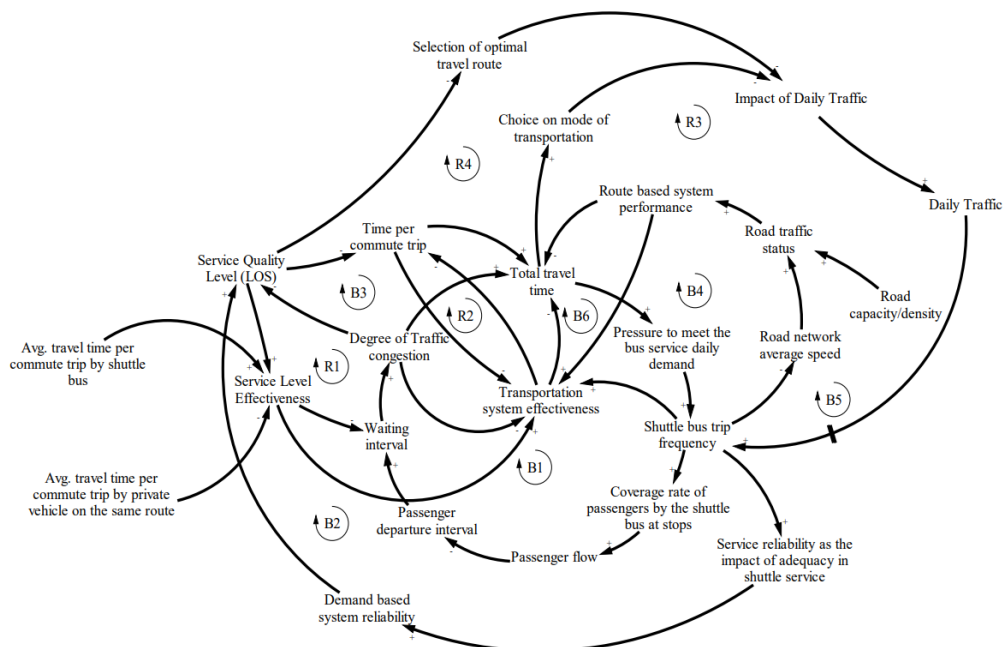 Selection of optimal
travel route
Impact of Daily Traffic
Choice on mode of
transportation
R3
R4
Route based system
performance
Daily Traffic
Time per
commute trip
Road traffic
status
Service Quality
Level (LOS)
Total travel
time
B3
B4
Road
capacity/density
R2
B6
Degree of Traffic
congestion
Pressure to meet the
bus service daily
demand
Road network
average speed
Avg. travel time per
commute trip by shuttle
bus
R1
Service Level
Effectiveness
Transportation
system effectiveness
B5
Waiting
interval
Shuttle bus trip
frequency
B1
Avg. travel time per
commute trip by private
vehicle on the same route
Coverage rate of
passengers by the shuttle
bus at stops
B2
Passenger
departure interval
Passenger flow
Service reliability as the
impact of adequacy in
shuttle service
Demand based
system reliability